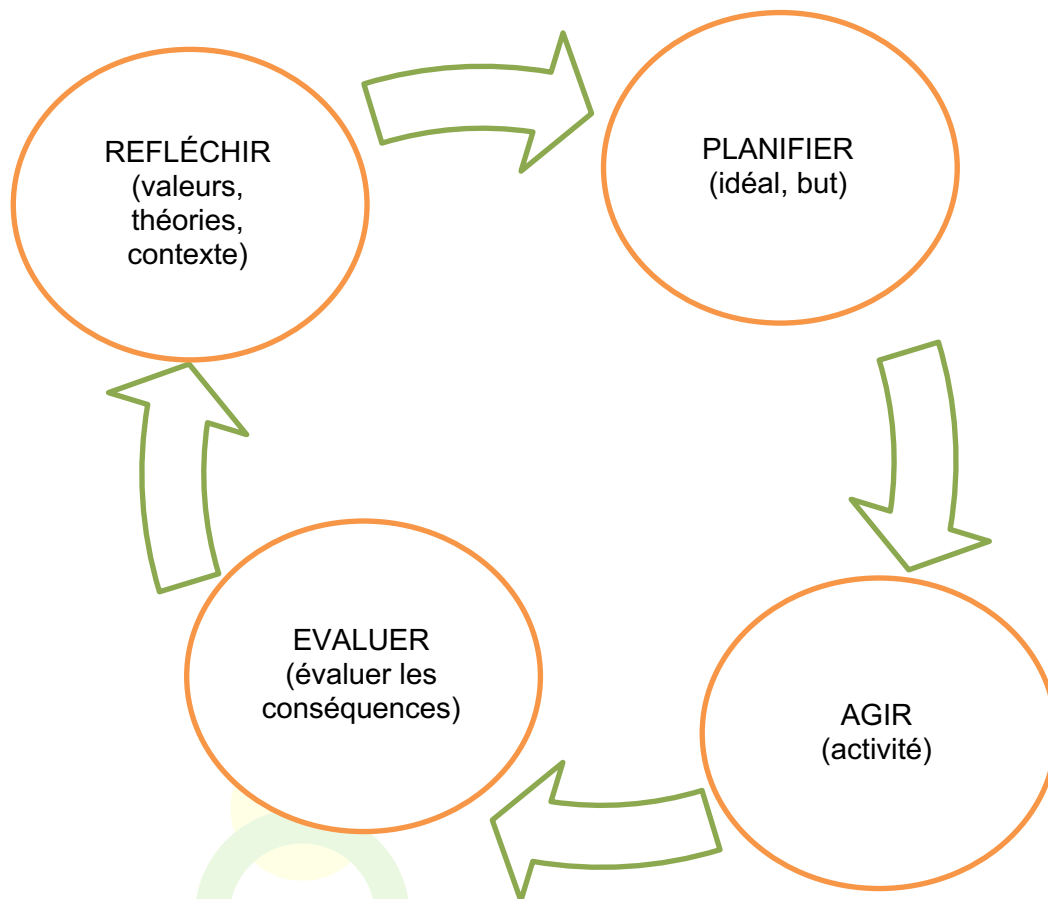 REFLÉCHIR
(valeurs,
théories,
contexte)
PLANIFIER
(idéal, but)
EVALUER
(évaluer les
conséquences)
AGIR
(activité)